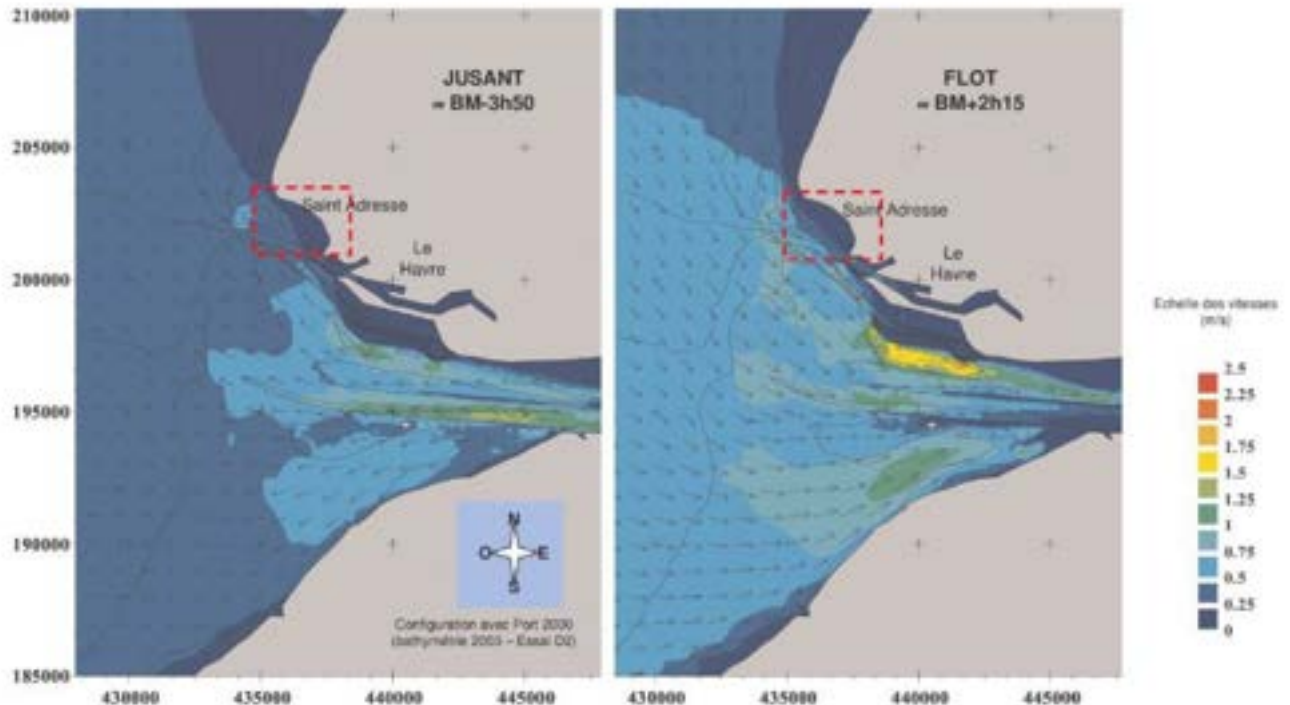 210000
205000
200000
195000
190000
185000
430000
435000
440000
445000
JUSANT
= BM-3h50
Saint Adresse
Le
Havre
N
O E
S
Configuration avec Port 2000
(bathymétrie 2003 - Essai D2)
FLOT
= BM+2h15
Saint Adresse
Le
Havre
430000
435000
440000
445000
Echelle des vitesses
(m/s)
2.5
2.25
2
1.75
1.5
1.25
1
0.75
0.5
0.25
0